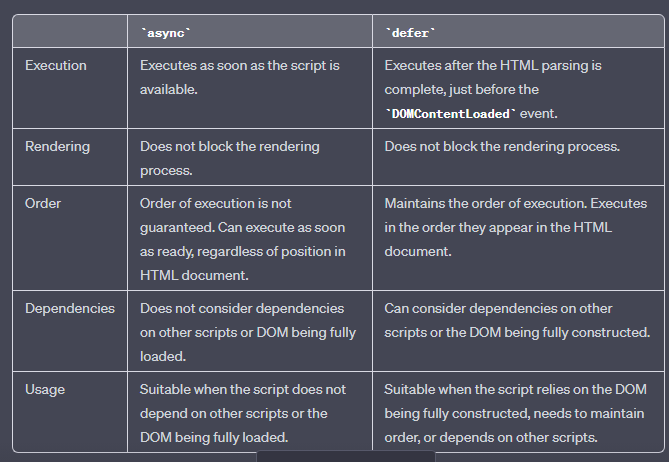 `async`
`defer`
Execution
Executes as soon as the script is
available.
Executes after the HTML parsing is
complete, just before the
`DOMContentLoaded` event.
Rendering
Does not block the rendering
process.
Does not block the rendering process.
Order
Order of execution is not
guaranteed. Can execute as soon
as ready, regardless of position in
HTML document.
Maintains the order of execution. Executes
in the order they appear in the HTML
document.
Dependencies
Does not consider dependencies
on other scripts or DOM being fully
loaded.
Can consider dependencies on other
scripts or the DOM being fully constructed.
Usage
Suitable when the script does not
depend on other scripts or the
DOM being fully loaded.
Suitable when the script relies on the DOM
being fully constructed, needs to maintain
order, or depends on other scripts.